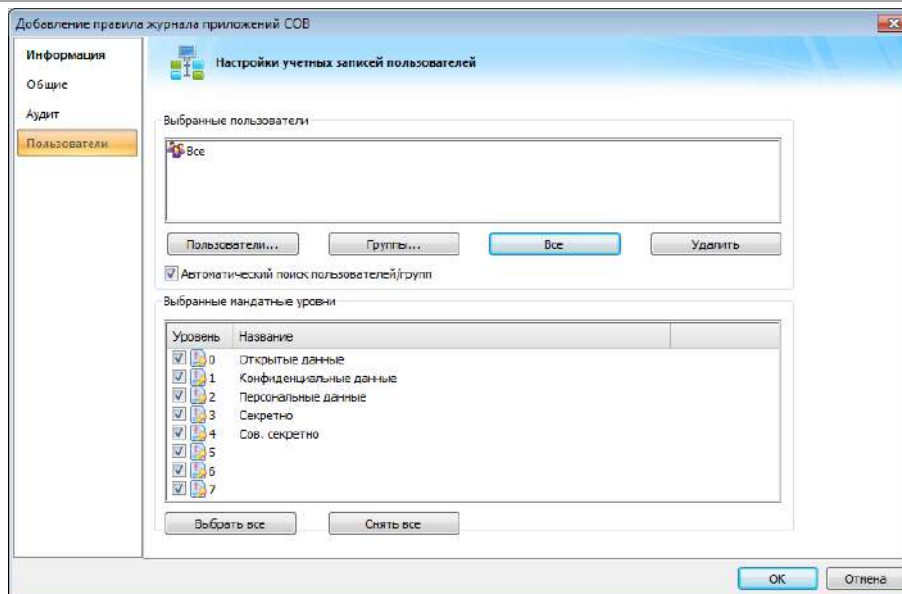 Добавление правила журнала приложений СОВ
Информация
Общие
Аудит
Пользователи
Настройки учетных записей пользователей
Выбранные пользователи
Все
Пользователи... Группы... Все Удалить
Автоматический поиск пользователей/групп
Выбранные мандатные уровни
Уровень Название
0 Открытые данные
1 Конфиденциальные данные
2 Персональные данные
3 Секретно
4 Сов. секретно
5
6
7
Выбрать все Снять все
ОК Отмена